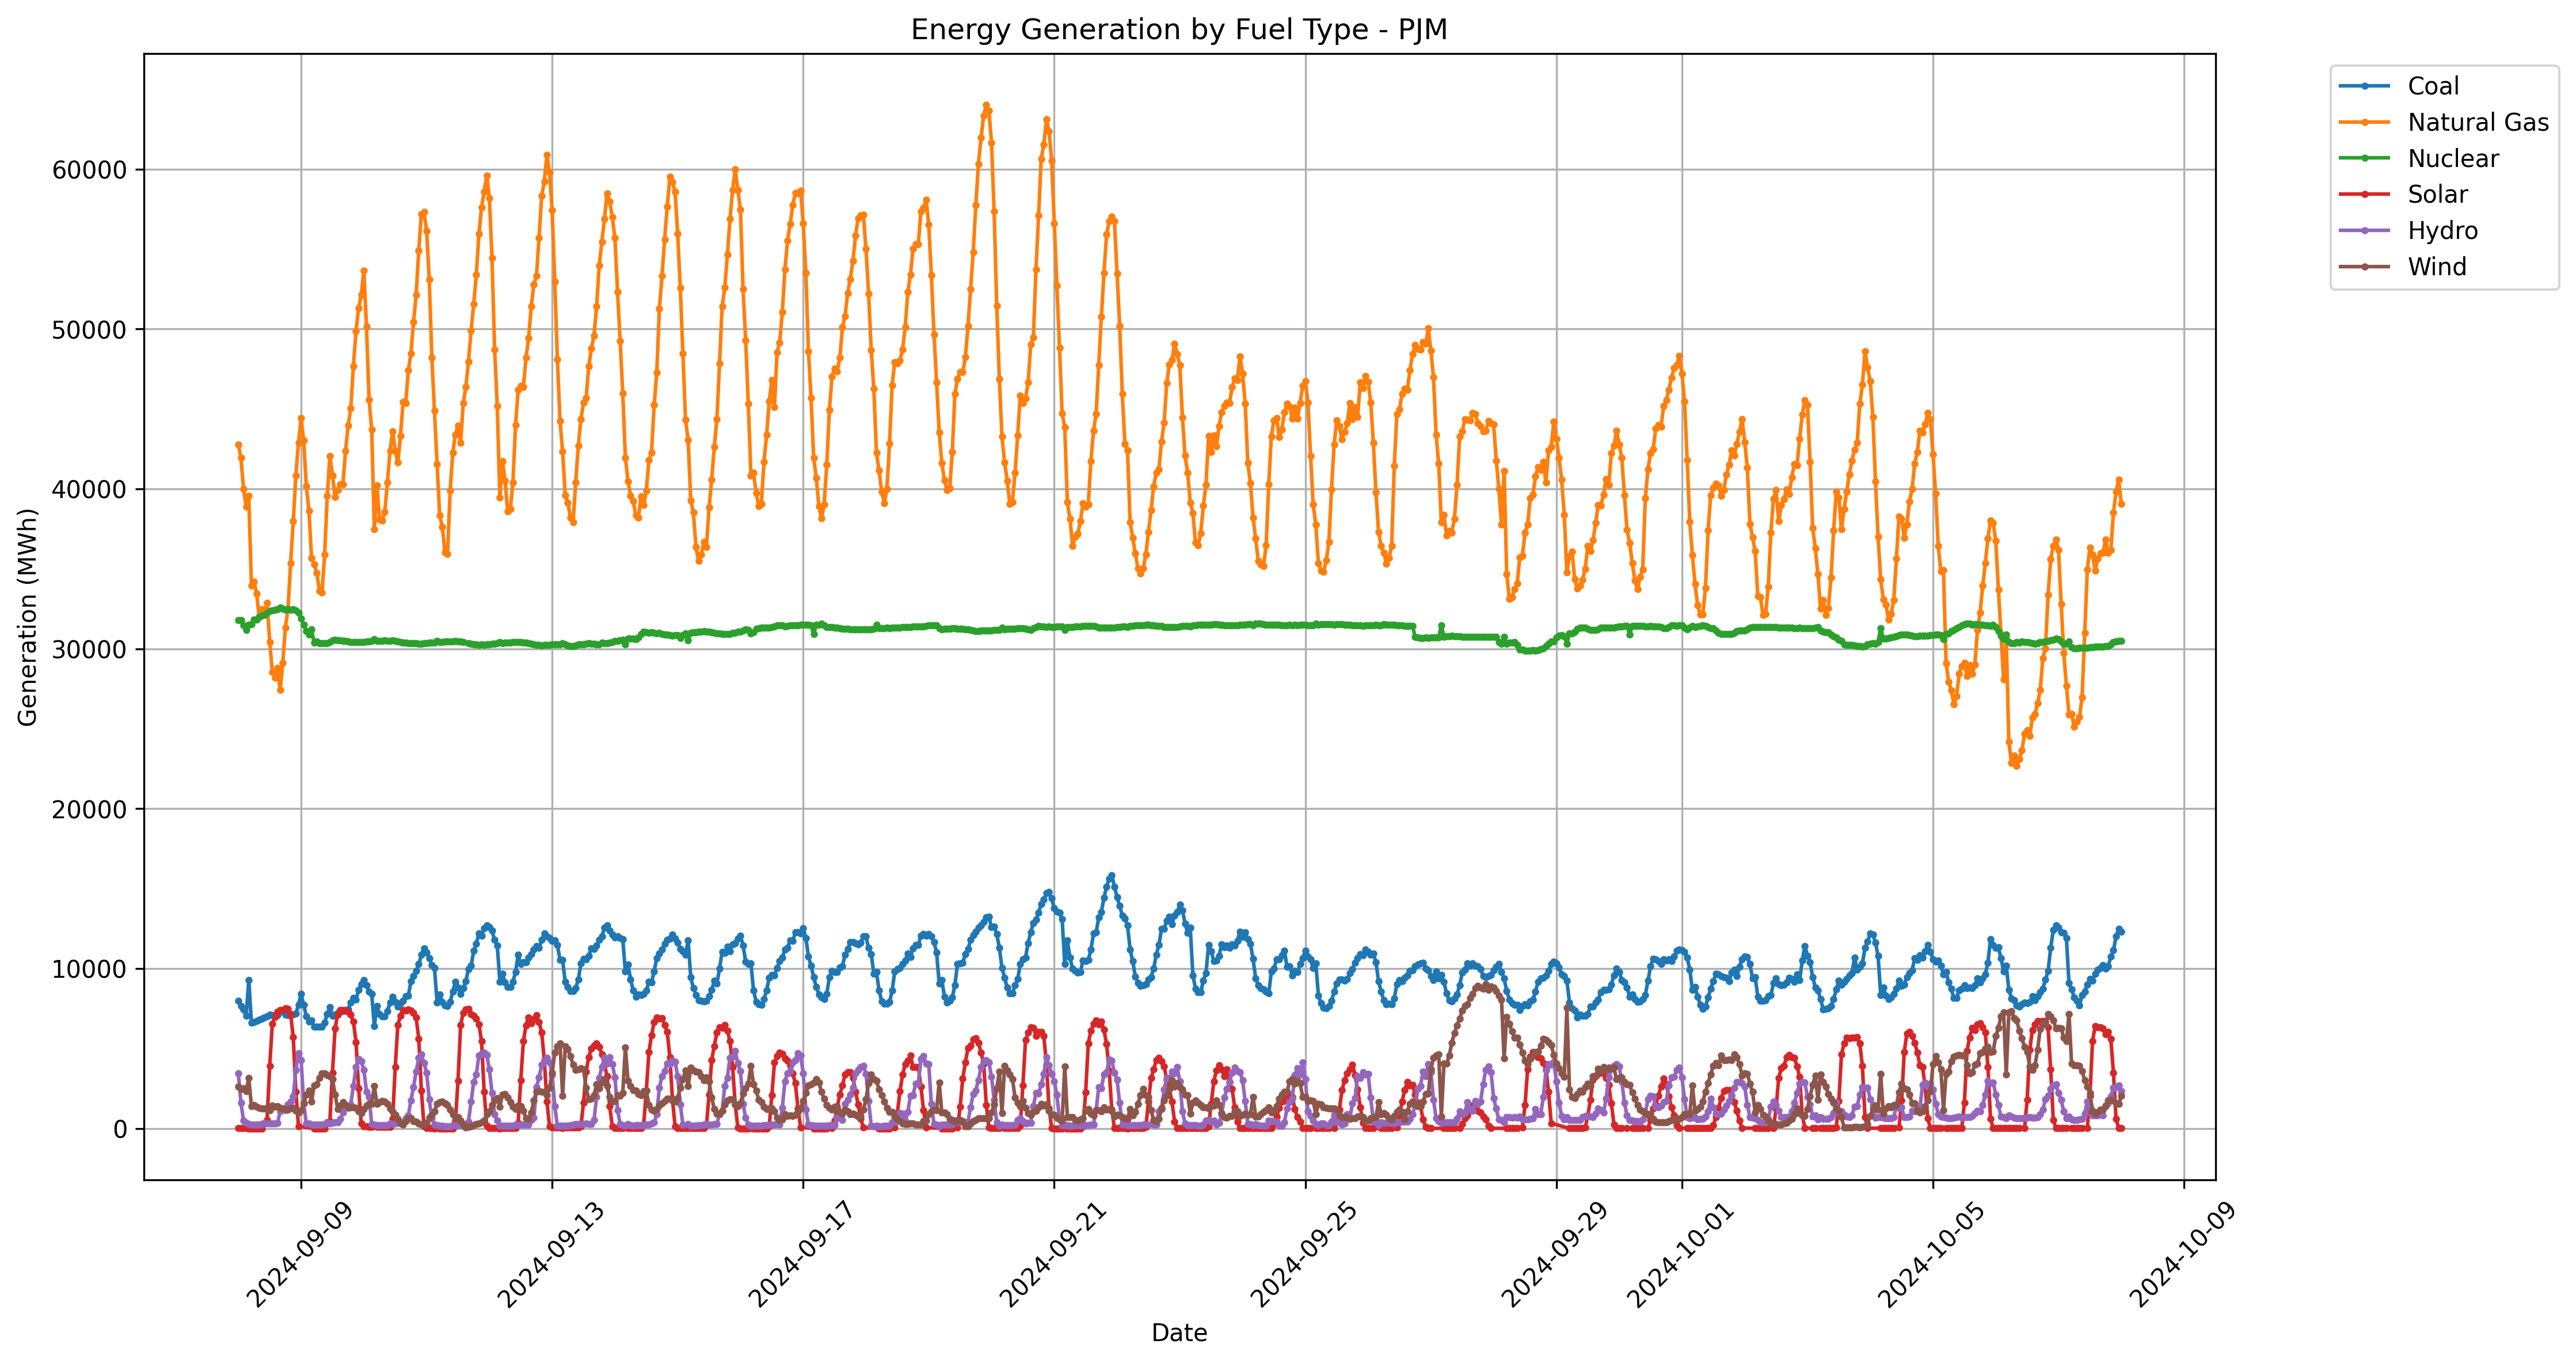 Energy Generation by Fuel Type - PJM
Coal
Natural Gas
Nuclear
Solar
Hydro
Wind
60000
50000
40000
30000
20000
10000
0
Generation (MWh)
2024-09-09
2024-09-13
2024-09-17
2024-09-21
2024-09-25
2024-09-29
2024-10-01
2024-10-05
2024-10-09
Date